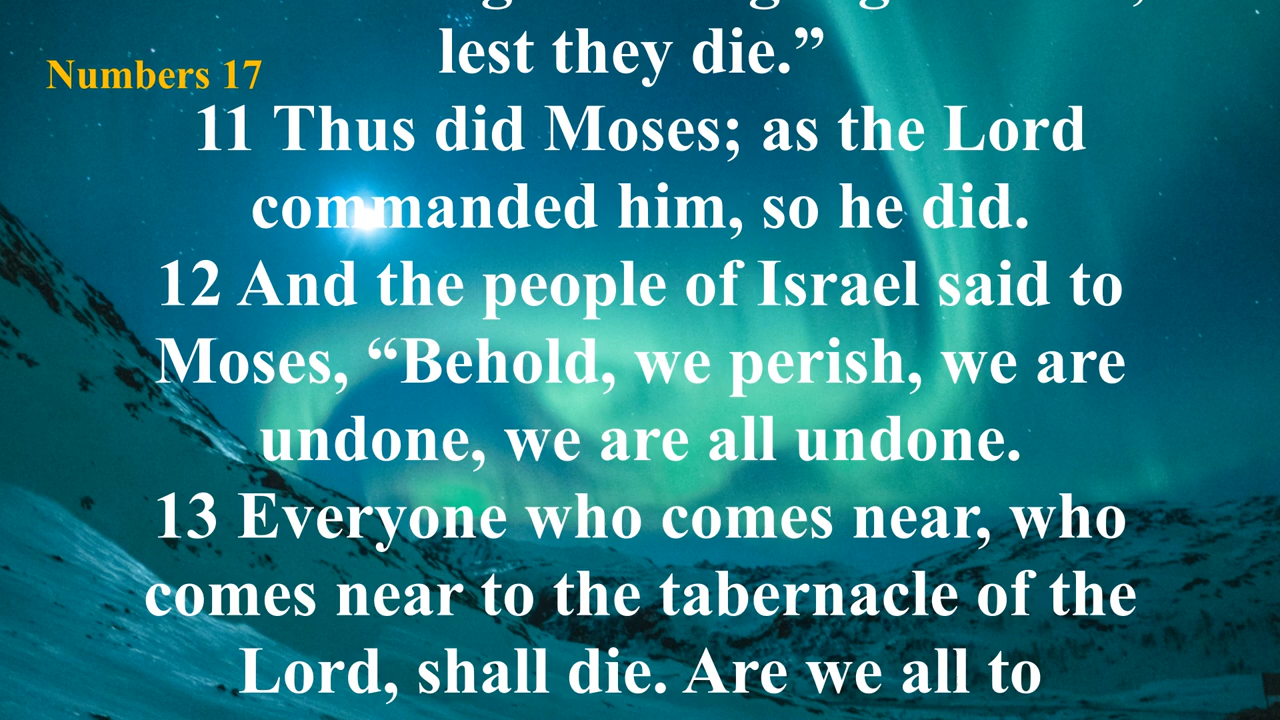 lest they die.”
Numbers 17
11 Thus did Moses; as the Lord
commanded him, so he did.
12 And the people of Israel said to
Moses, “Behold, we perish, we are
undone, we are all undone.
13 Everyone who comes near, who
comes near to the tabernacle of the
Lord, shall die. Are we all to